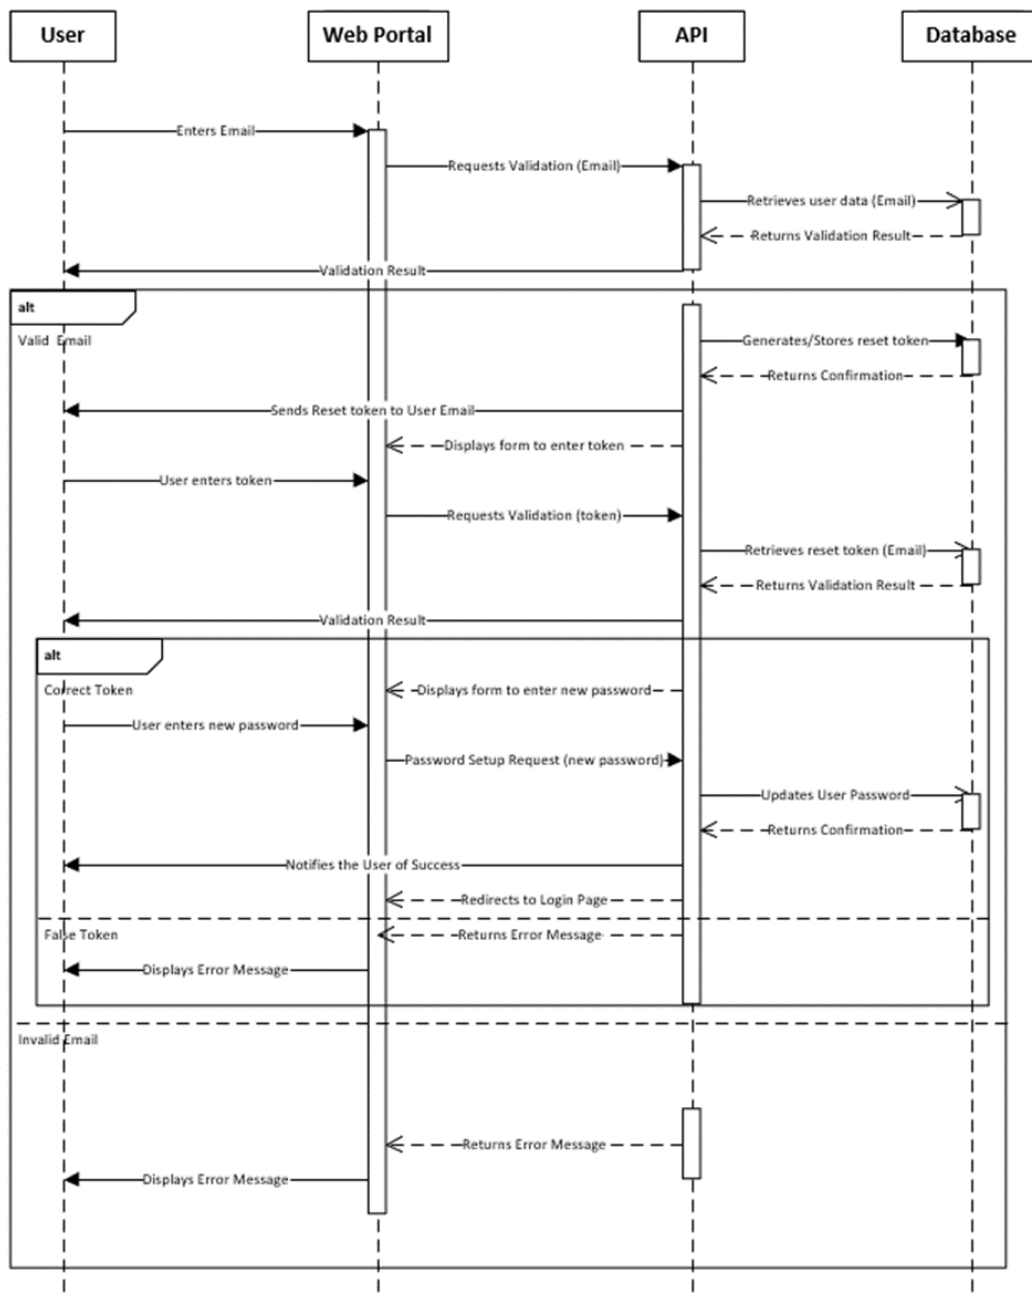 User
Web Portal
API
Database
Enters Email
Requests Validation (Email)
Retrieves user data (Email)
Returns Validation Result
Validation Result
alt
Valid Email
Generates/Stores reset token
Returns Confirmation
Sends Reset token to User Email
Displays form to enter token
User enters token
Requests Validation (token)
Retrieves reset token (Email)
Returns Validation Result
Validation Result
alt
Correct Token
Displays form to enter new password
User enters new password
Password Setup Request (new password)
Updates User Password
Returns Confirmation
Notifies the User of Success
Redirects to Login Page
False Token
Returns Error Message
Displays Error Message
Invalid Email
Returns Error Message
Displays Error Message